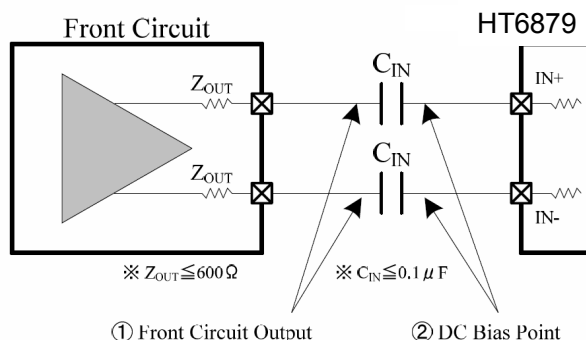 Front Circuit
HT6879
C_IN
Z_OUT
IN+
C_IN
Z_OUT
IN-
※ Z_OUT≦600Ω
※ C_IN≦0.1μF
① Front Circuit Output
② DC Bias Point